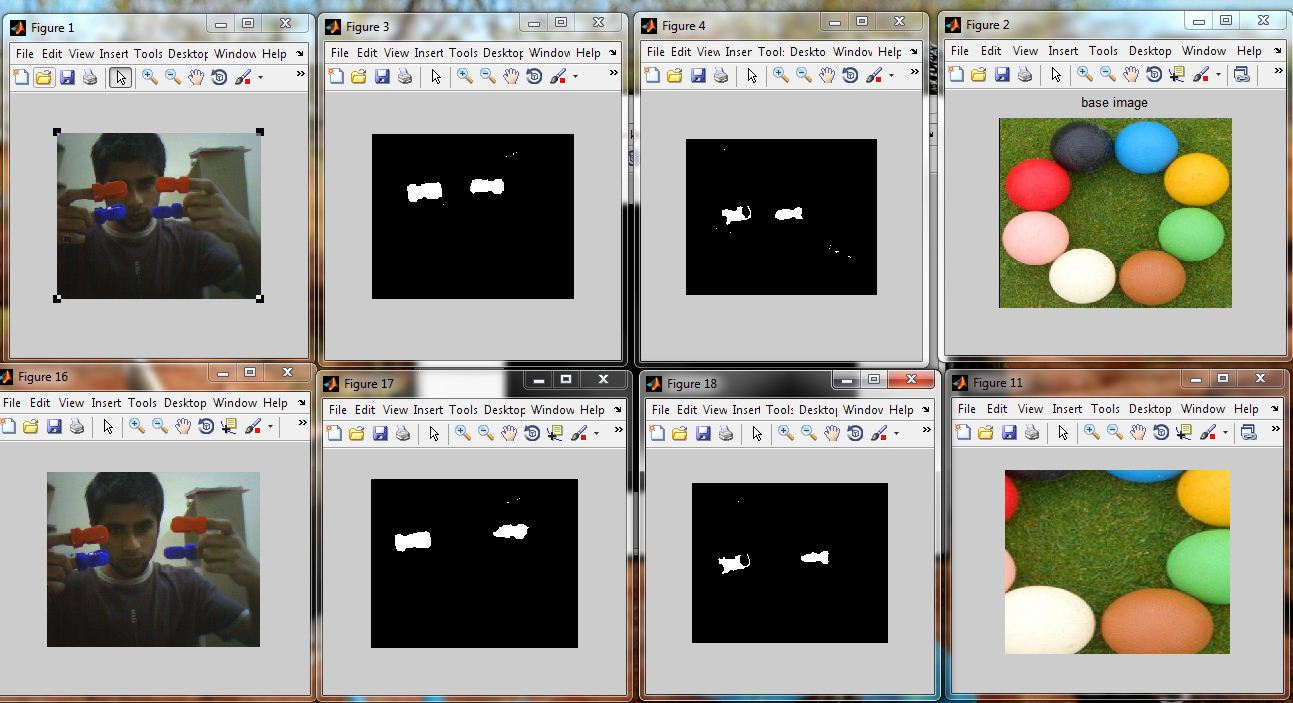 Figure 1
File Edit View Insert Tools Desktop Window Help
Figure 3
File Edit View Insert Tools Desktop Window Help
Figure 4
File Edit View Inser Tool: Deskto Window Help
Figure 2
File Edit View Insert Tools Desktop Window Help
base image
Figure 16
File Edit View Insert Tools Desktop Window Help
Figure 17
File Edit View Insert Tools Desktop Window Help
Figure 18
File Edit View Insert Tools Desktop Window Help
Figure 11
File Edit View Insert Tools Desktop Window Help